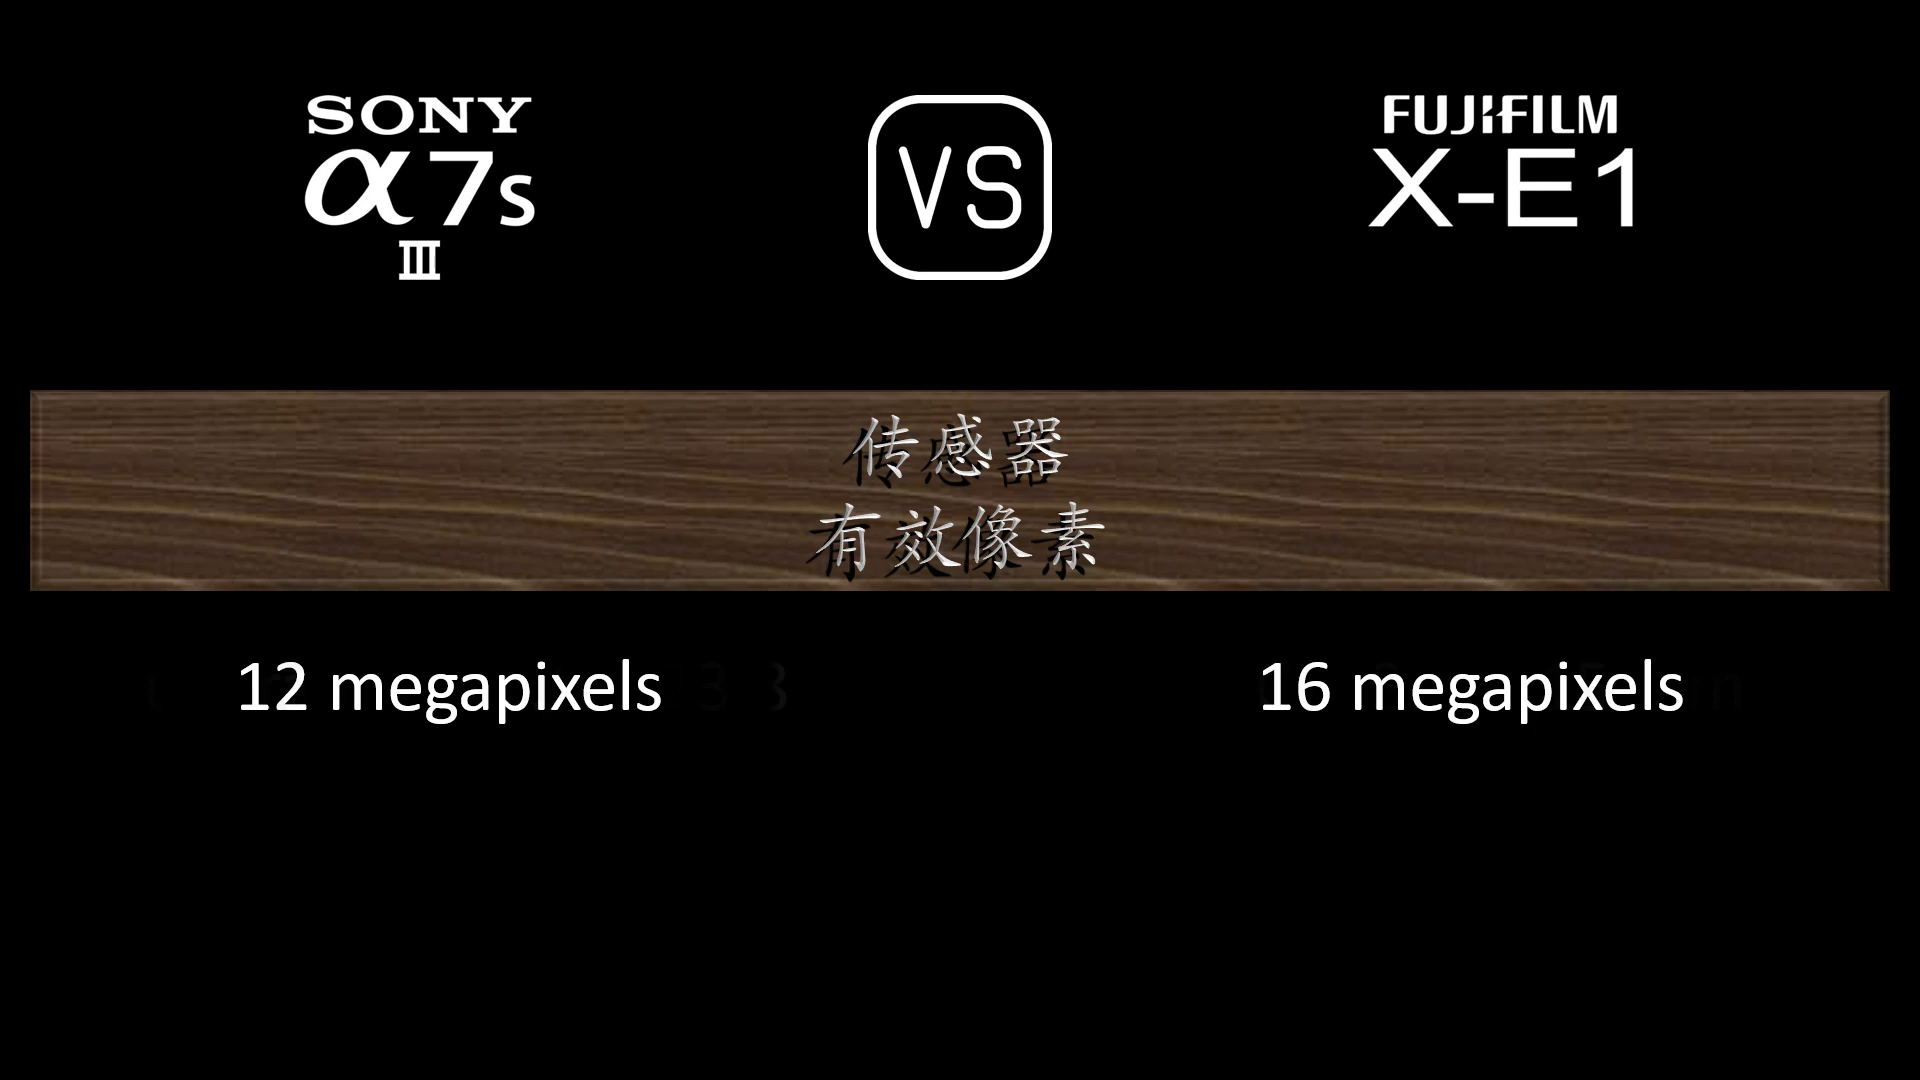 SONY
α7s
III
VS
FUJIFILM
X-E1
传感器
有效像素
12 megapixels
16 megapixels